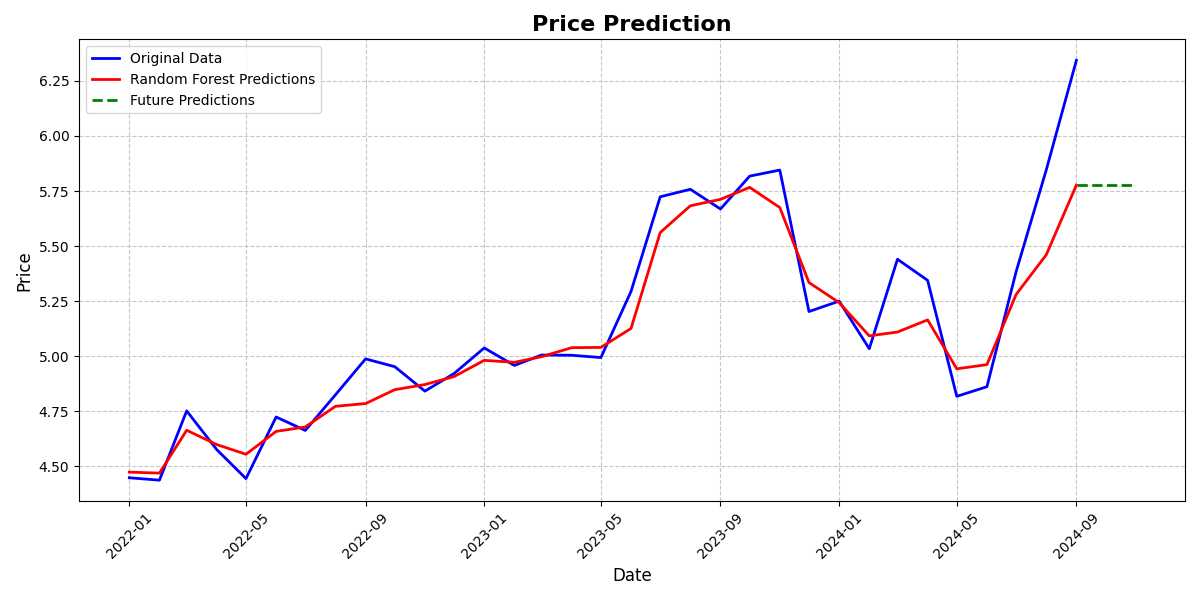 Price Prediction
Original Data
Random Forest Predictions
Future Predictions
Price
6.25
6.00
5.75
5.50
5.25
5.00
4.75
4.50
2022-01
2022-05
2022-09
2023-01
2023-05
2023-09
2024-01
2024-05
2024-09
Date